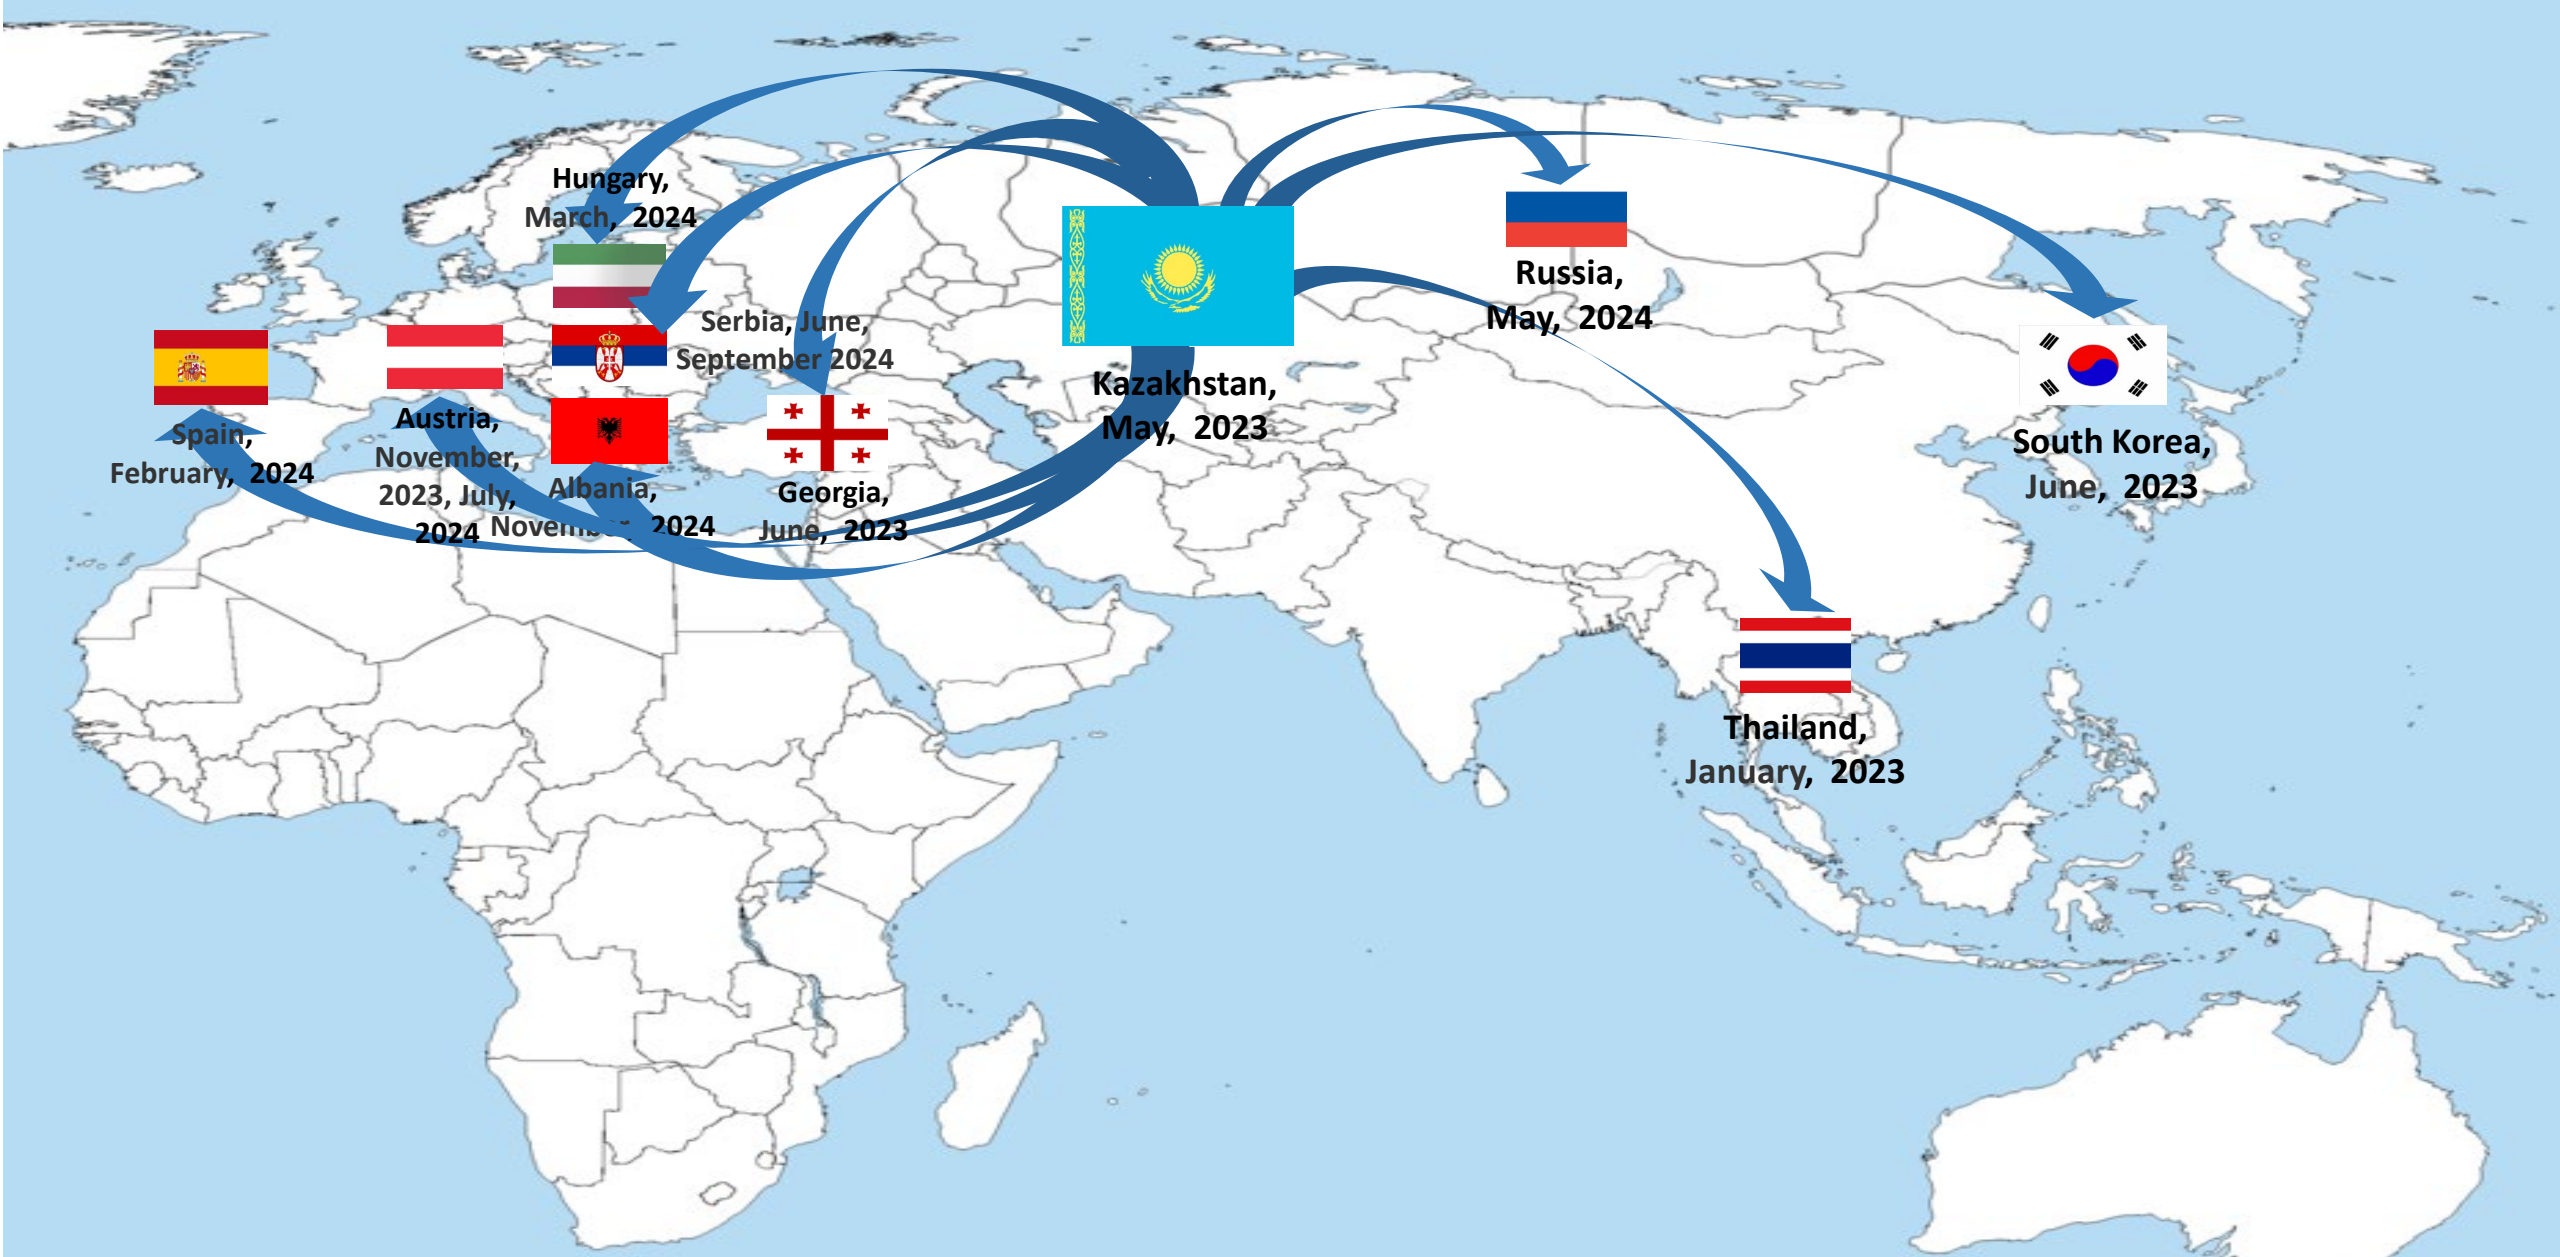 Hungary,
March, 2024
Serbia, June,
September 2024
Spain,
February, 2024
Austria,
November,
2023, July,
2024
Albania,
November, 2024
Georgia,
June, 2023
Kazakhstan,
May, 2023
Russia,
May, 2024
South Korea,
June, 2023
Thailand,
January, 2023